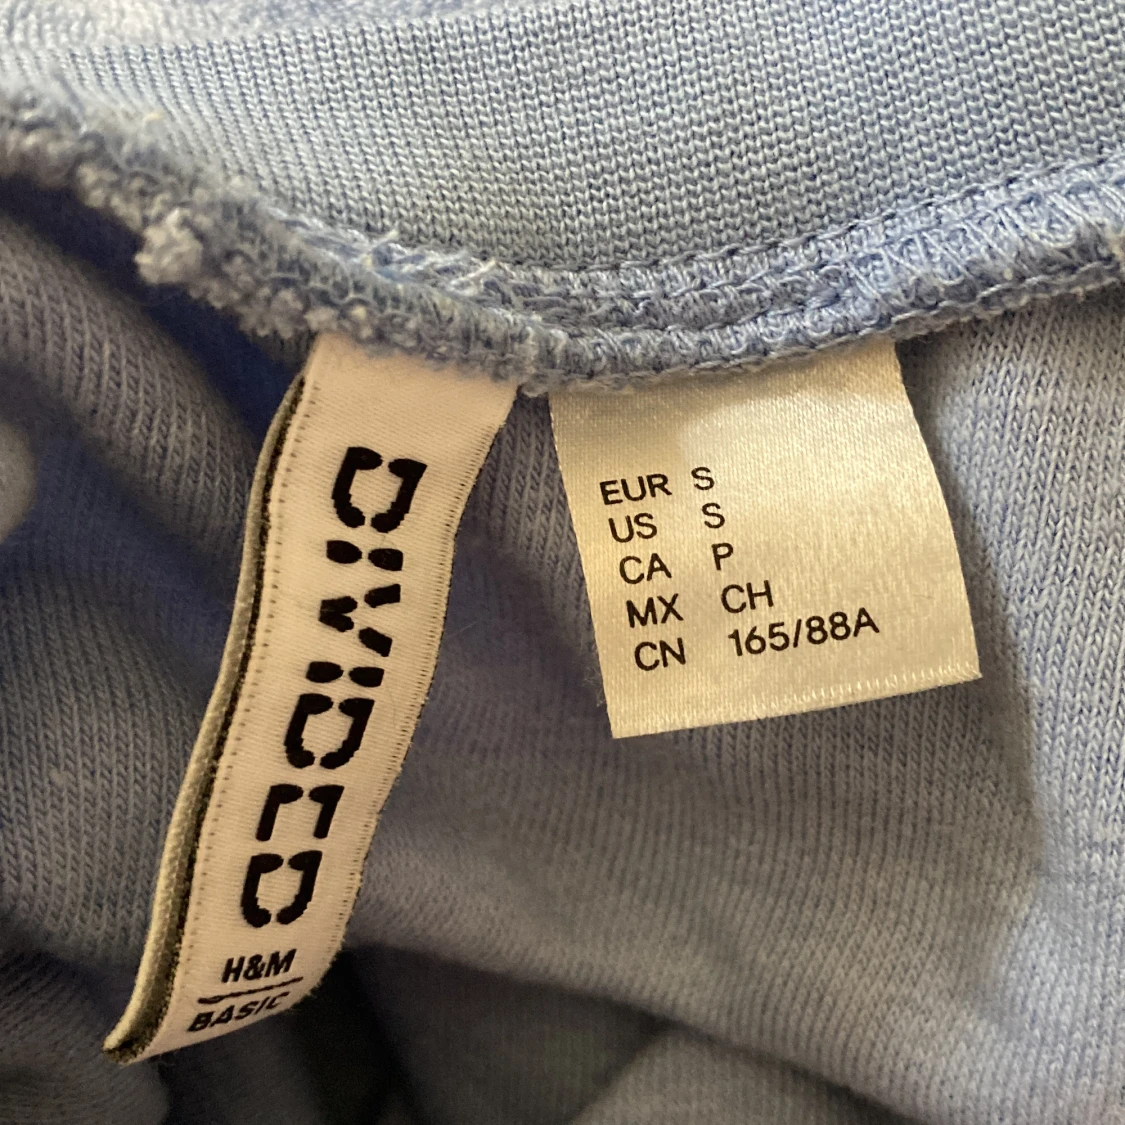 DIVIDED
H&M
BASIC
EUR S
US S
CA P
MX CH
CN 165/88A